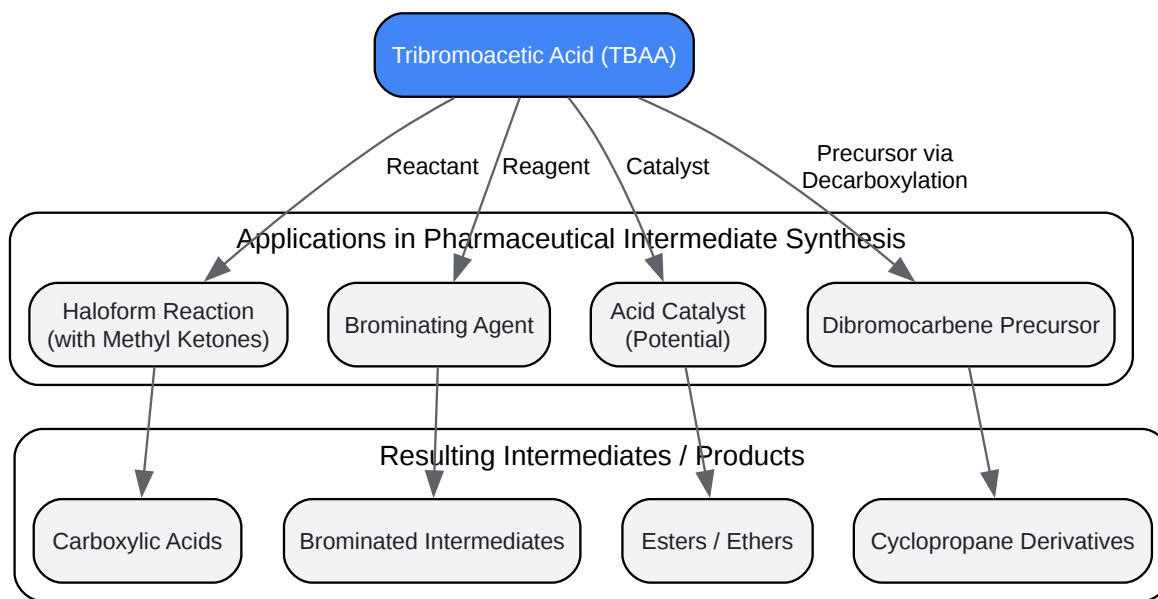 Tribromoacetic Acid (TBAA)
Reactant
Reagent
Catalyst
Precursor via
Decarboxylation
Applications in Pharmaceutical Intermediate Synthesis
Haloform Reaction
(with Methyl Ketones)
Brominating Agent
Acid Catalyst
(Potential)
Dibromocarbene Precursor
Resulting Intermediates / Products
Carboxylic Acids
Brominated Intermediates
Esters / Ethers
Cyclopropane Derivatives